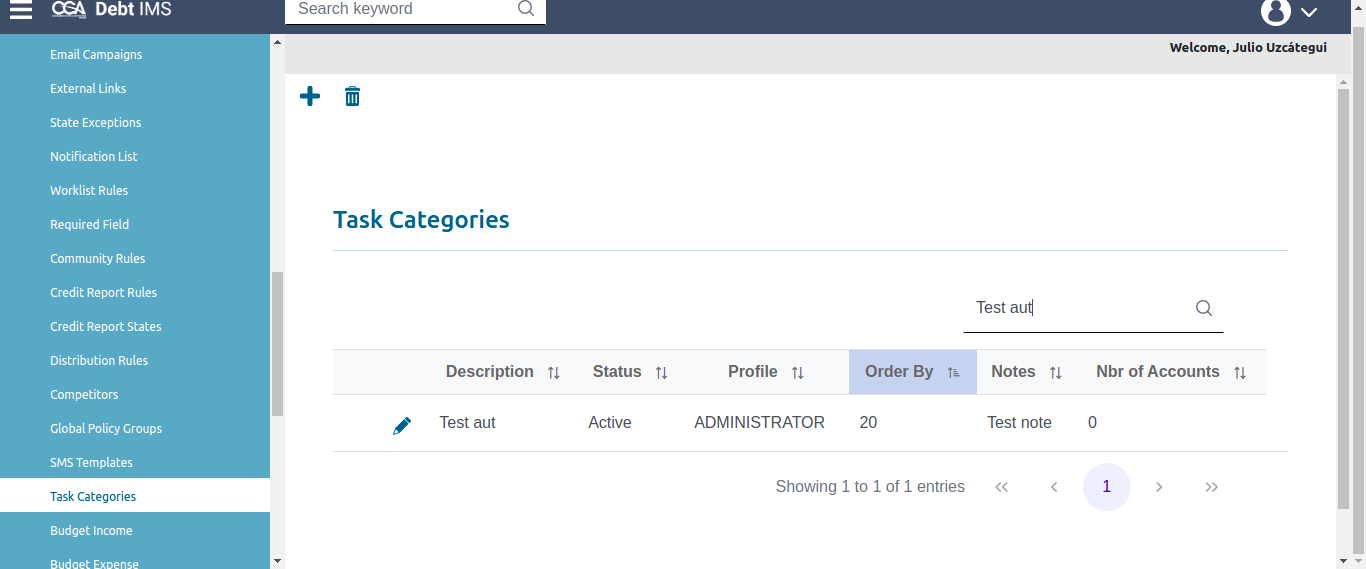 CGA Debt IMS
Search keyword
Welcome, Julio Uzcátegui
Email Campaigns
External Links
State Exceptions
Notification List
Worklist Rules
Required Field
Community Rules
Credit Report Rules
Credit Report States
Distribution Rules
Competitors
Global Policy Groups
SMS Templates
Task Categories
Budget Income
Budget Expense
Task Categories
Test aut
Description Status Profile Order By Notes Nbr of Accounts
Test aut Active ADMINISTRATOR 20 Test note 0
Showing 1 to 1 of 1 entries 1